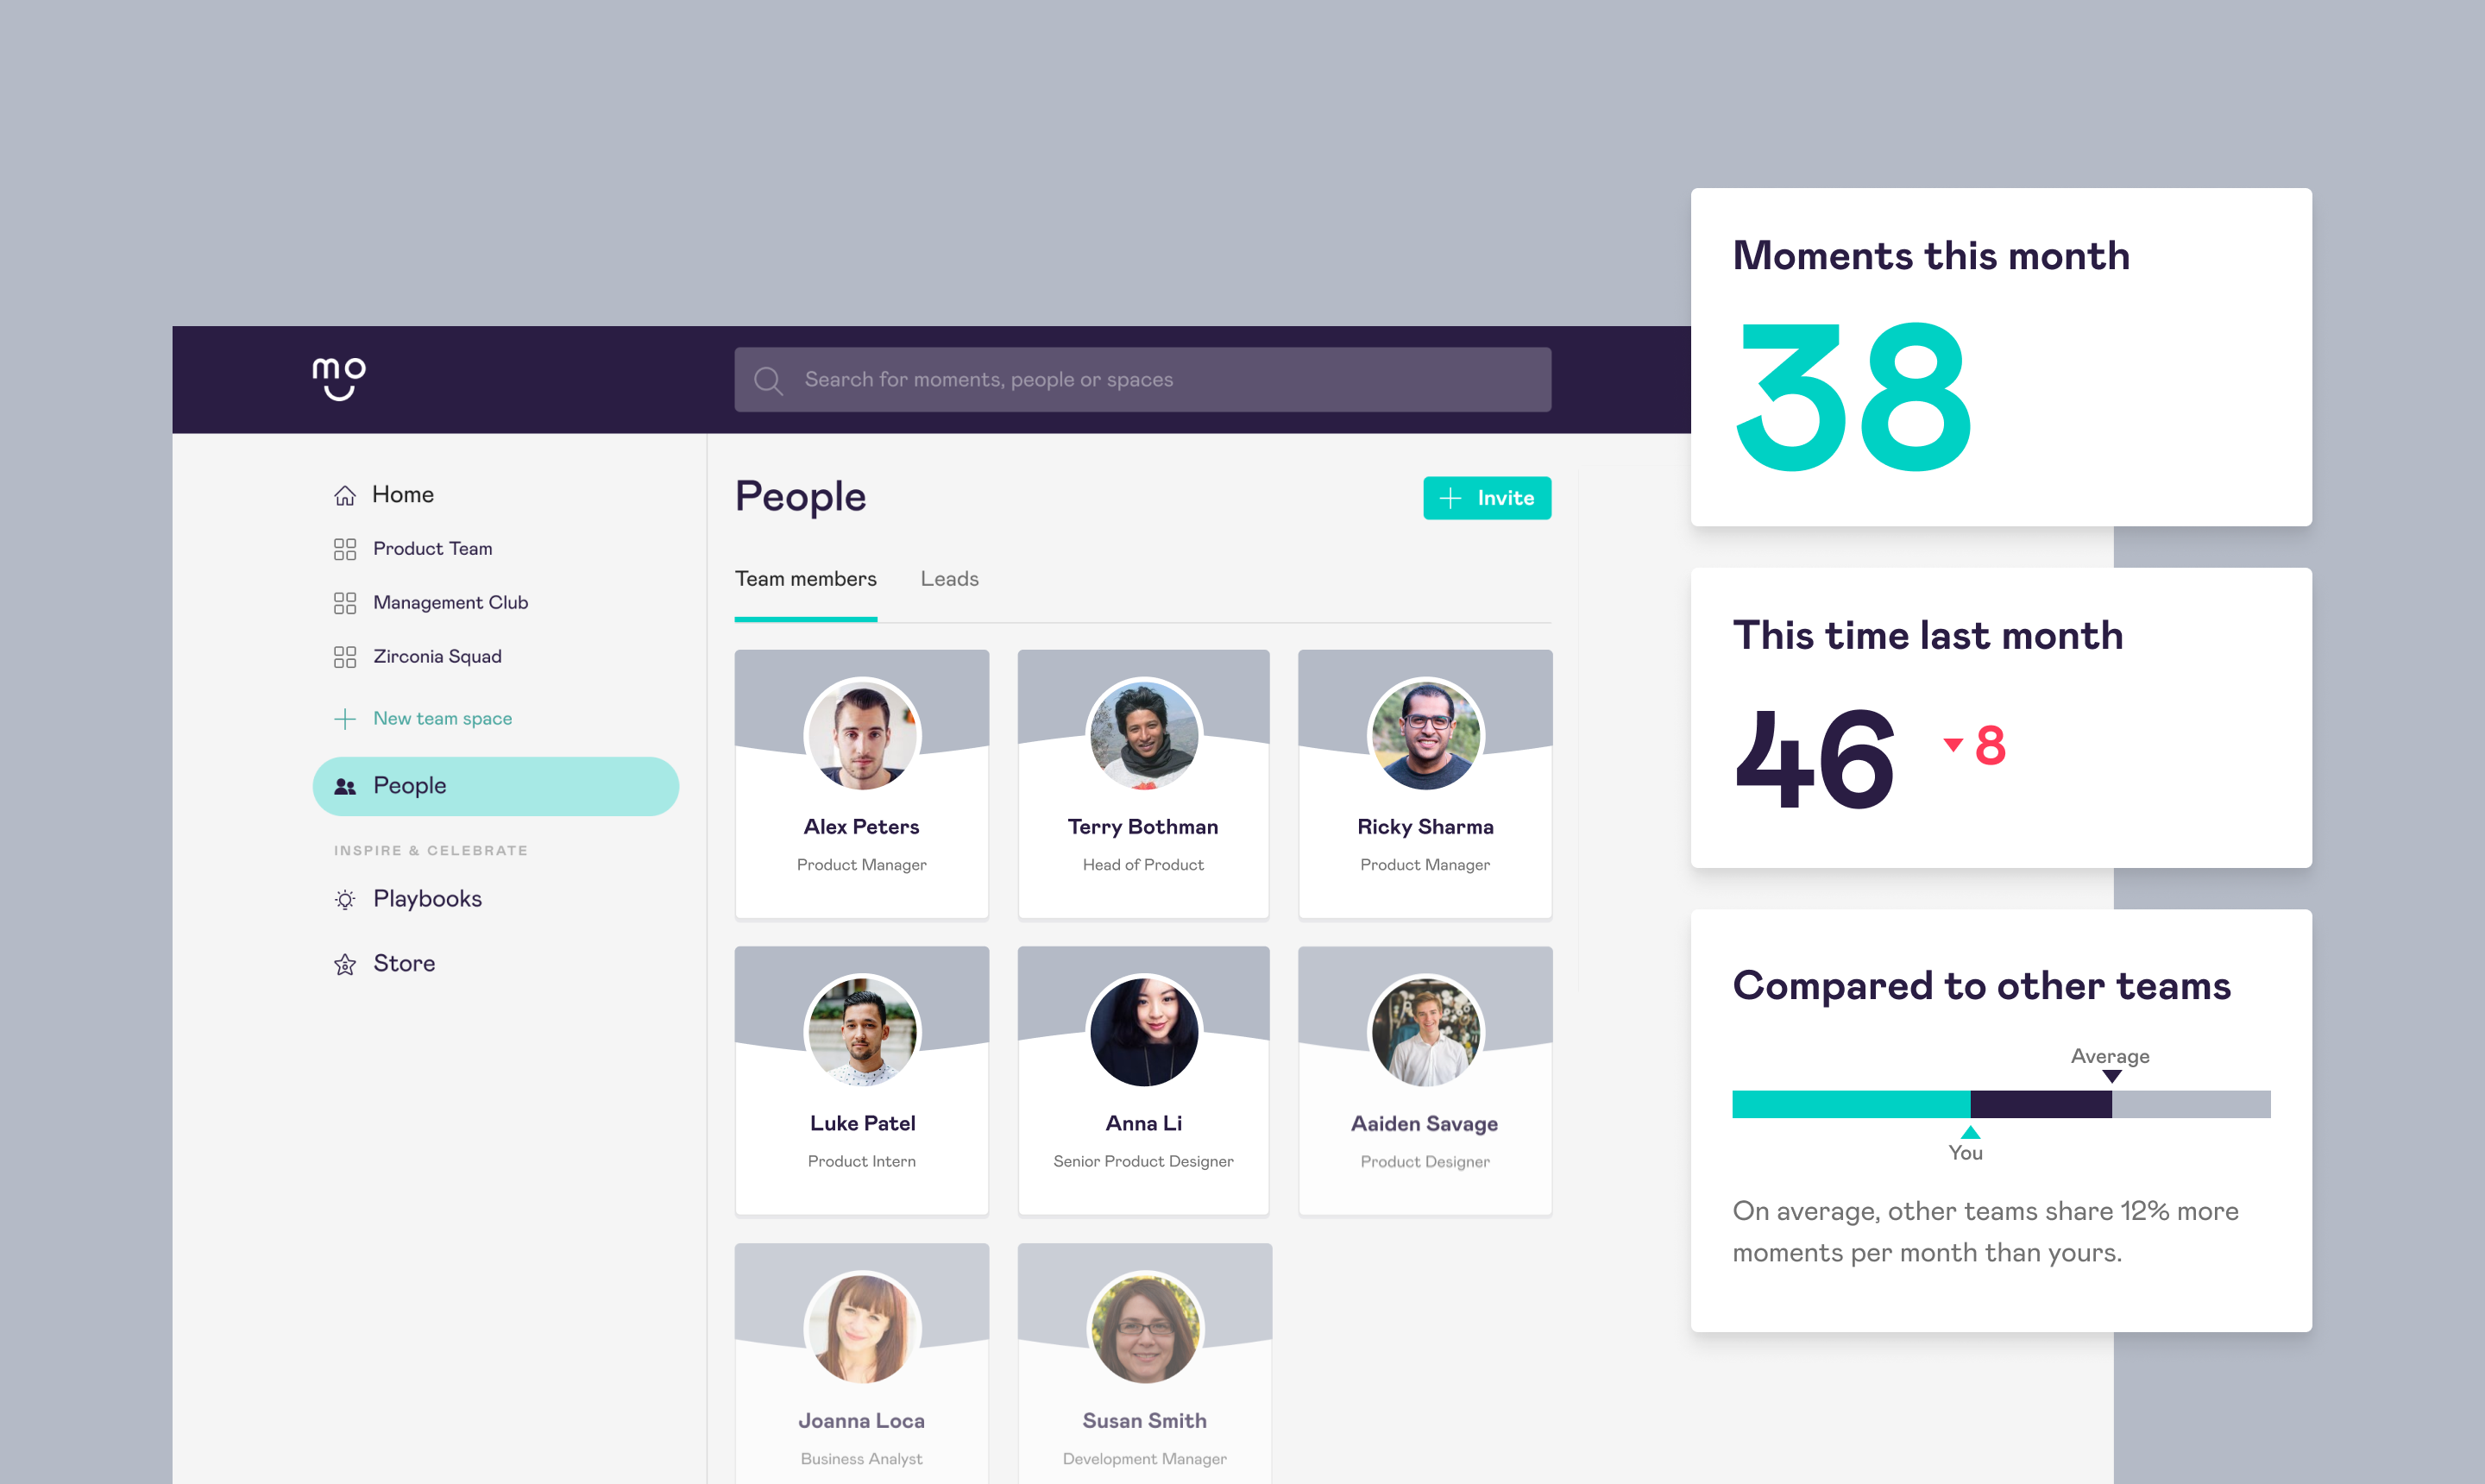 mo
Search for moments, people or spaces
Home
Product Team
Management Club
Zirconia Squad
New team space
People
INSPIRE & CELEBRATE
Playbooks
Store
People
Invite
Team members
Leads
Alex Peters
Product Manager
Terry Bothman
Head of Product
Ricky Sharma
Product Manager
Luke Patel
Product Intern
Anna Li
Senior Product Designer
Aaiden Savage
Product Designer
Joanna Loca
Business Analyst
Susan Smith
Development Manager
Moments this month
38
This time last month
46
8
Compared to other teams
Average
You
On average, other teams share 12% more
moments per month than yours.